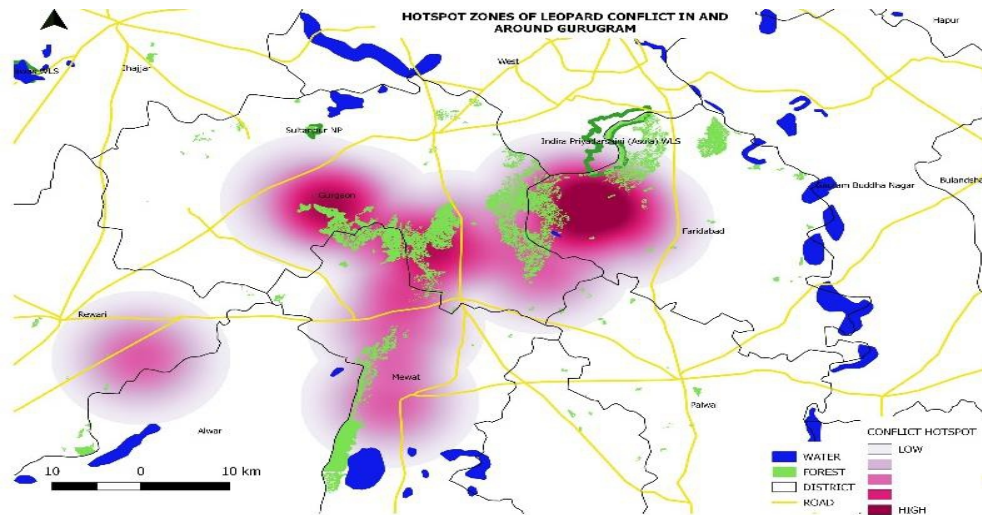 HOTSPOT ZONES OF LEOPARD CONFLICT IN AND
AROUND GURUGRAM
Hapur
West
Jhajjar
WLS
Sultanpur NP
Indira Priyadarshini (Asola) WLS
Gautam Buddha Nagar
Bulandsha
Gurgaon
Faridabad
Rewari
Mewat
Palwa
Alwar
10 0 10 km
WATER
FOREST
DISTRICT
ROAD
CONFLICT HOTSPOT
LOW
HIGH